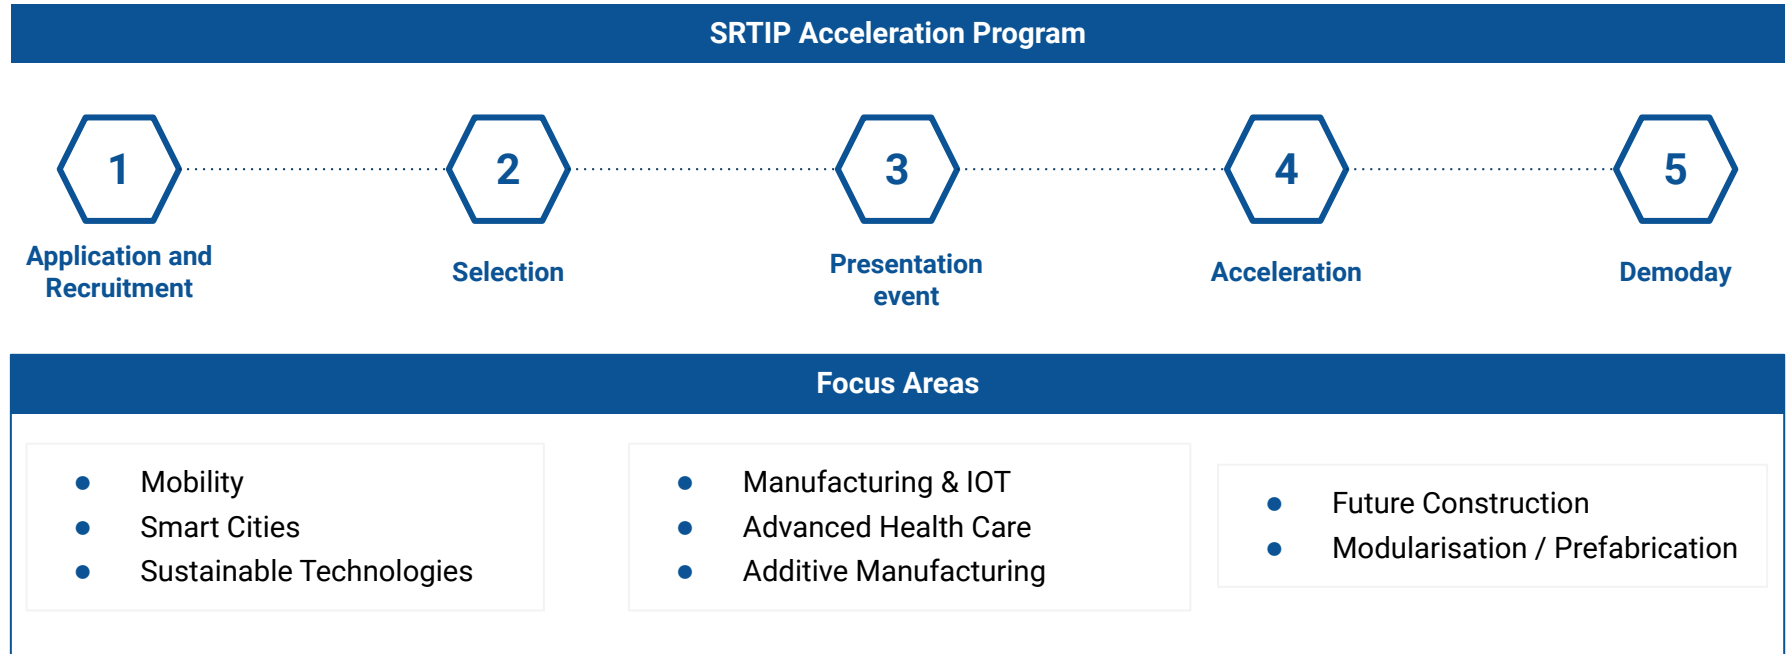 SRTIP Acceleration Program
1
2
3
4
5
Application and
Recruitment
Selection
Presentation
event
Acceleration
Demoday
Focus Areas
● Mobility
● Smart Cities
● Sustainable Technologies
● Manufacturing & IOT
● Advanced Health Care
● Additive Manufacturing
● Future Construction
● Modularisation / Prefabrication